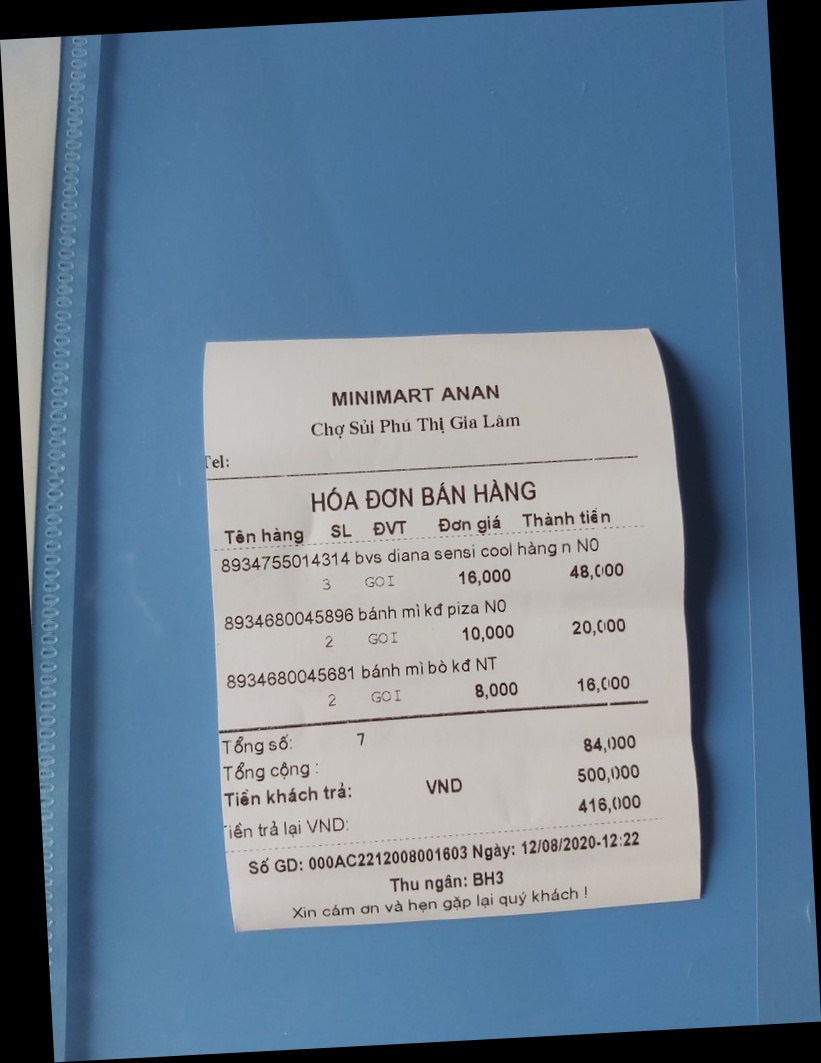 MINIMART ANAN
Chợ Sủi Phú Thị Gia Lâm
Tel:
HÓA ĐƠN BÁN HÀNG
Tên hàng SL ĐVT Đơn giá Thành tiền
8934755014314 bvs diana sensi cool hàng n N0
3 GOI 16,000 48,000
8934680045896 bánh mì kđ piza N0
2 GOI 10,000 20,000
8934680045681 bánh mì bò kđ NT
2 GOI 8,000 16,000
Tổng số: 7
Tổng cộng : 84,000
Tiền khách trả: VND 500,000
Tiền trả lại VND: 416,000
Số GD: 000AC2212008001603 Ngày: 12/08/2020-12:22
Thu ngân: BH3
Xin cám ơn và hẹn gặp lại quý khách !